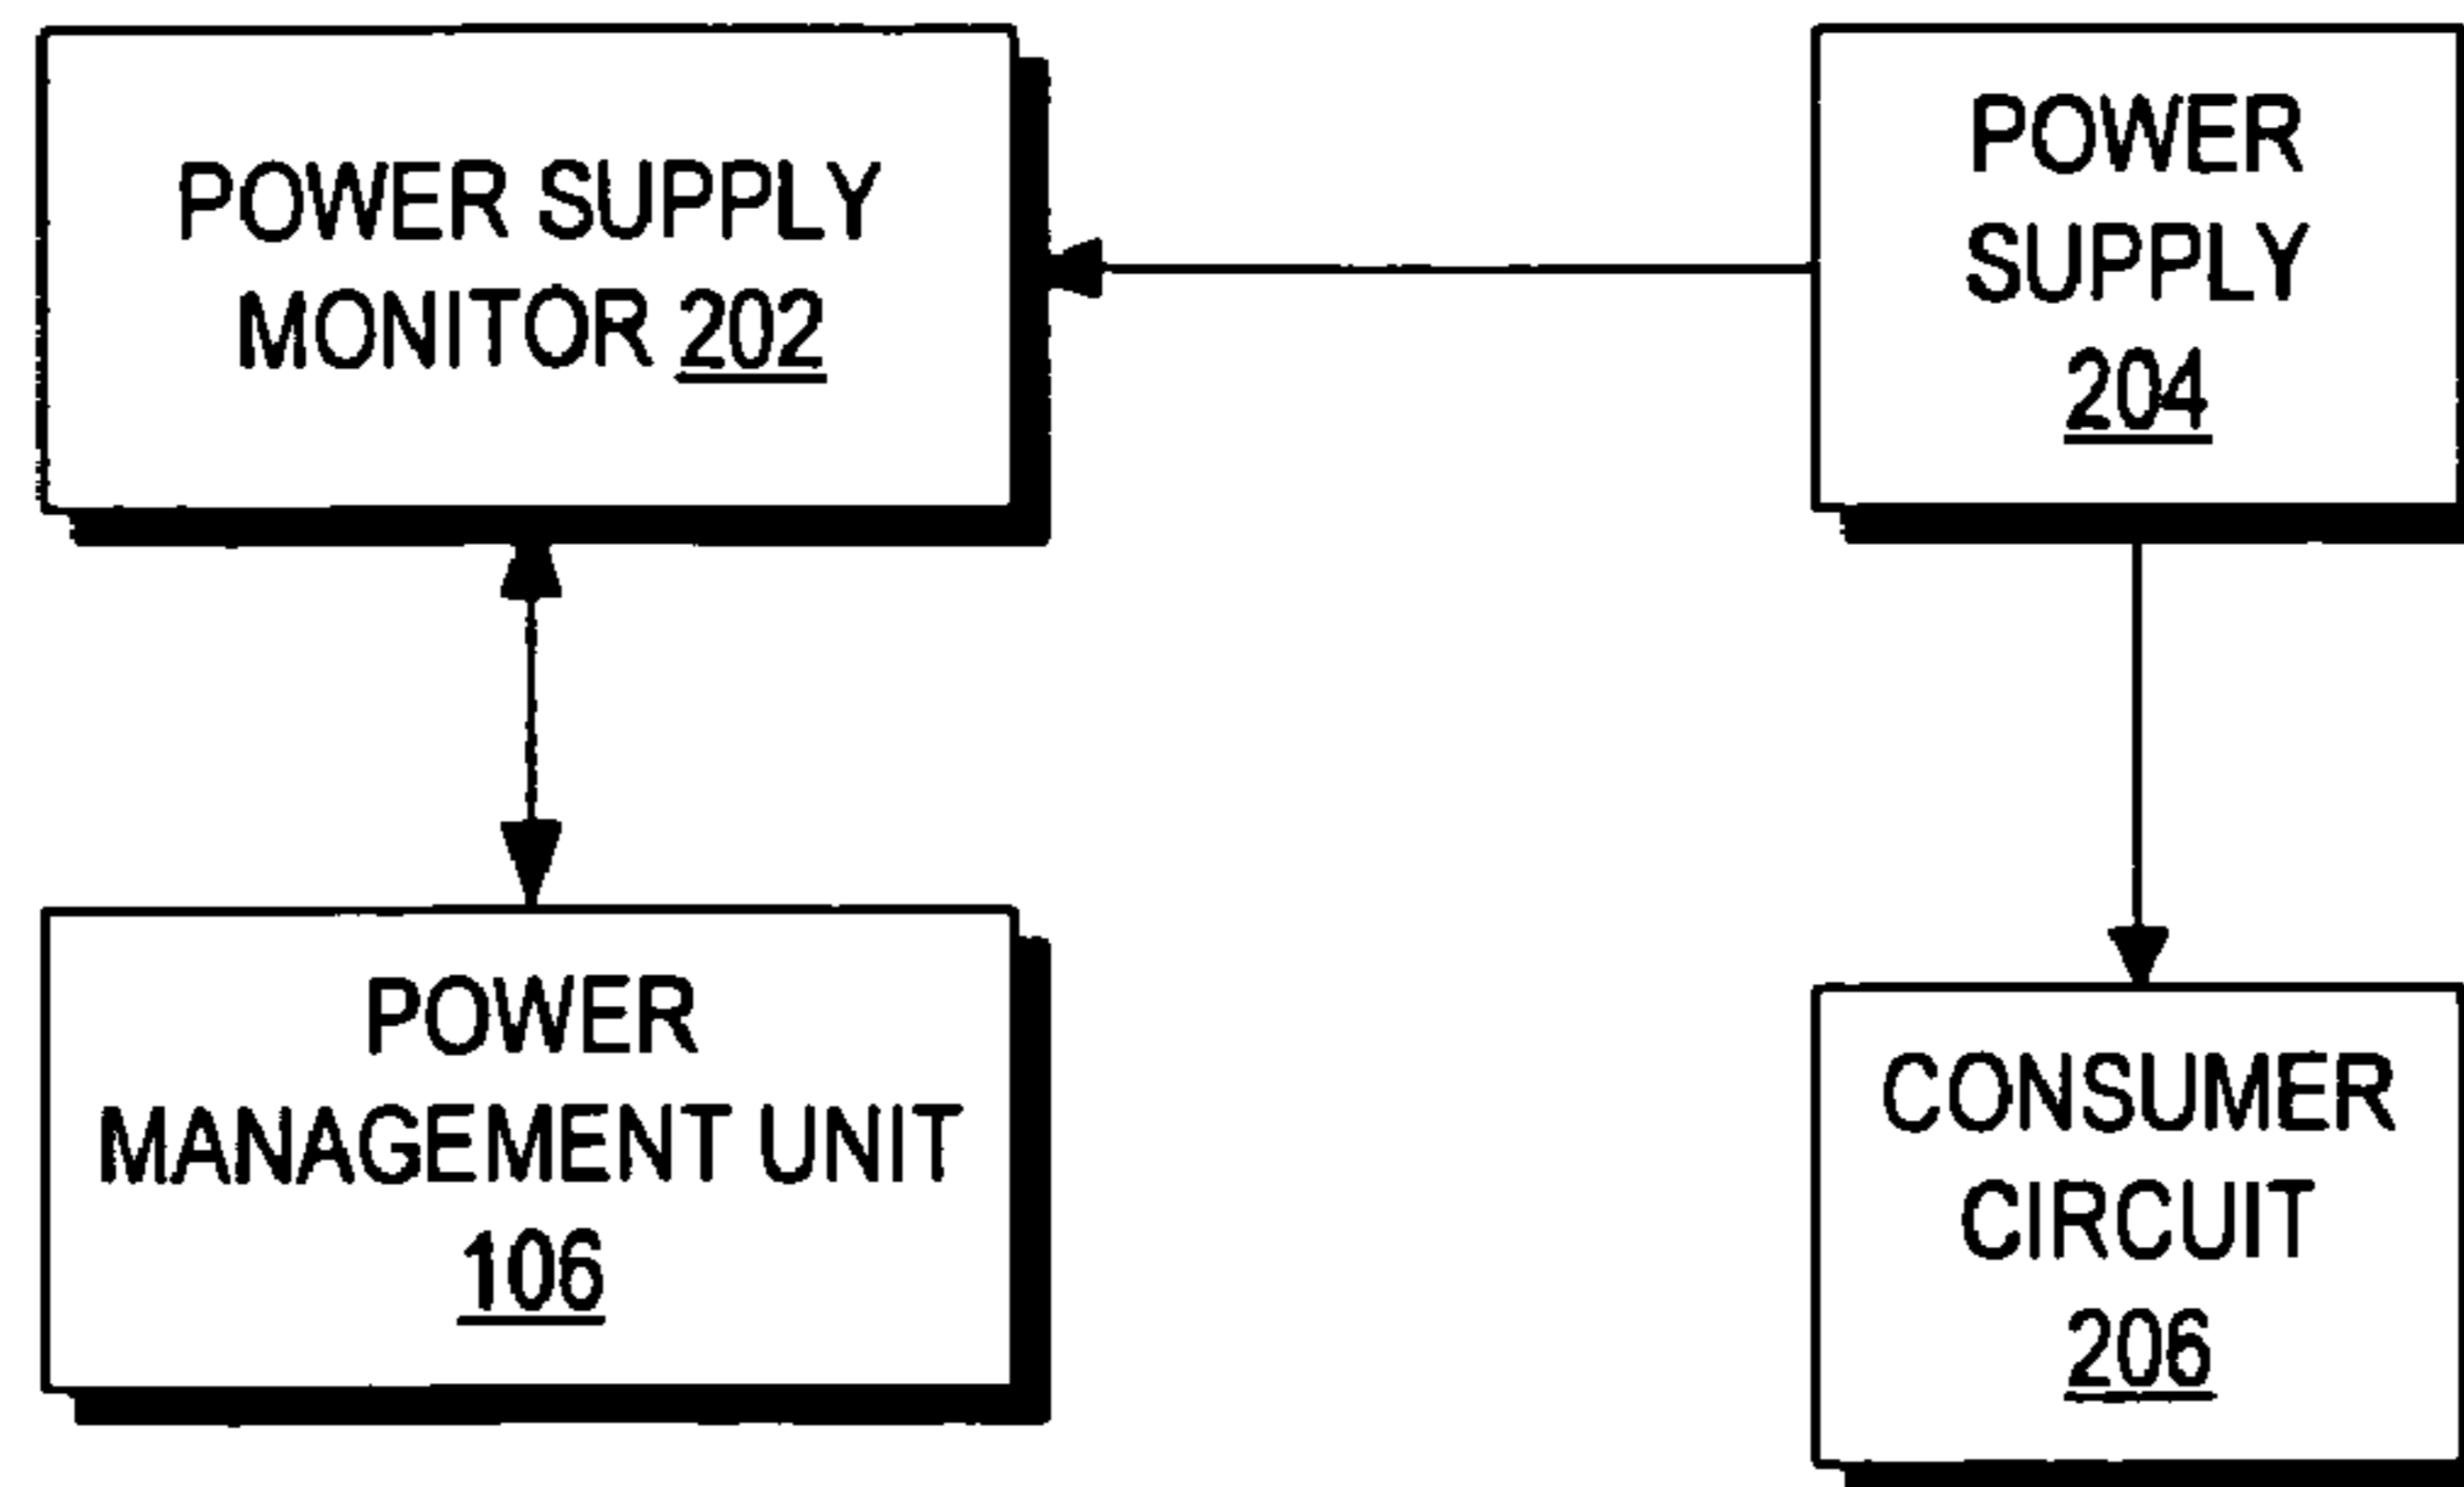 POWER SUPPLY
MONITOR 202
POWER
SUPPLY
204
POWER
MANAGEMENT UNIT
106
CONSUMER
CIRCUIT
206